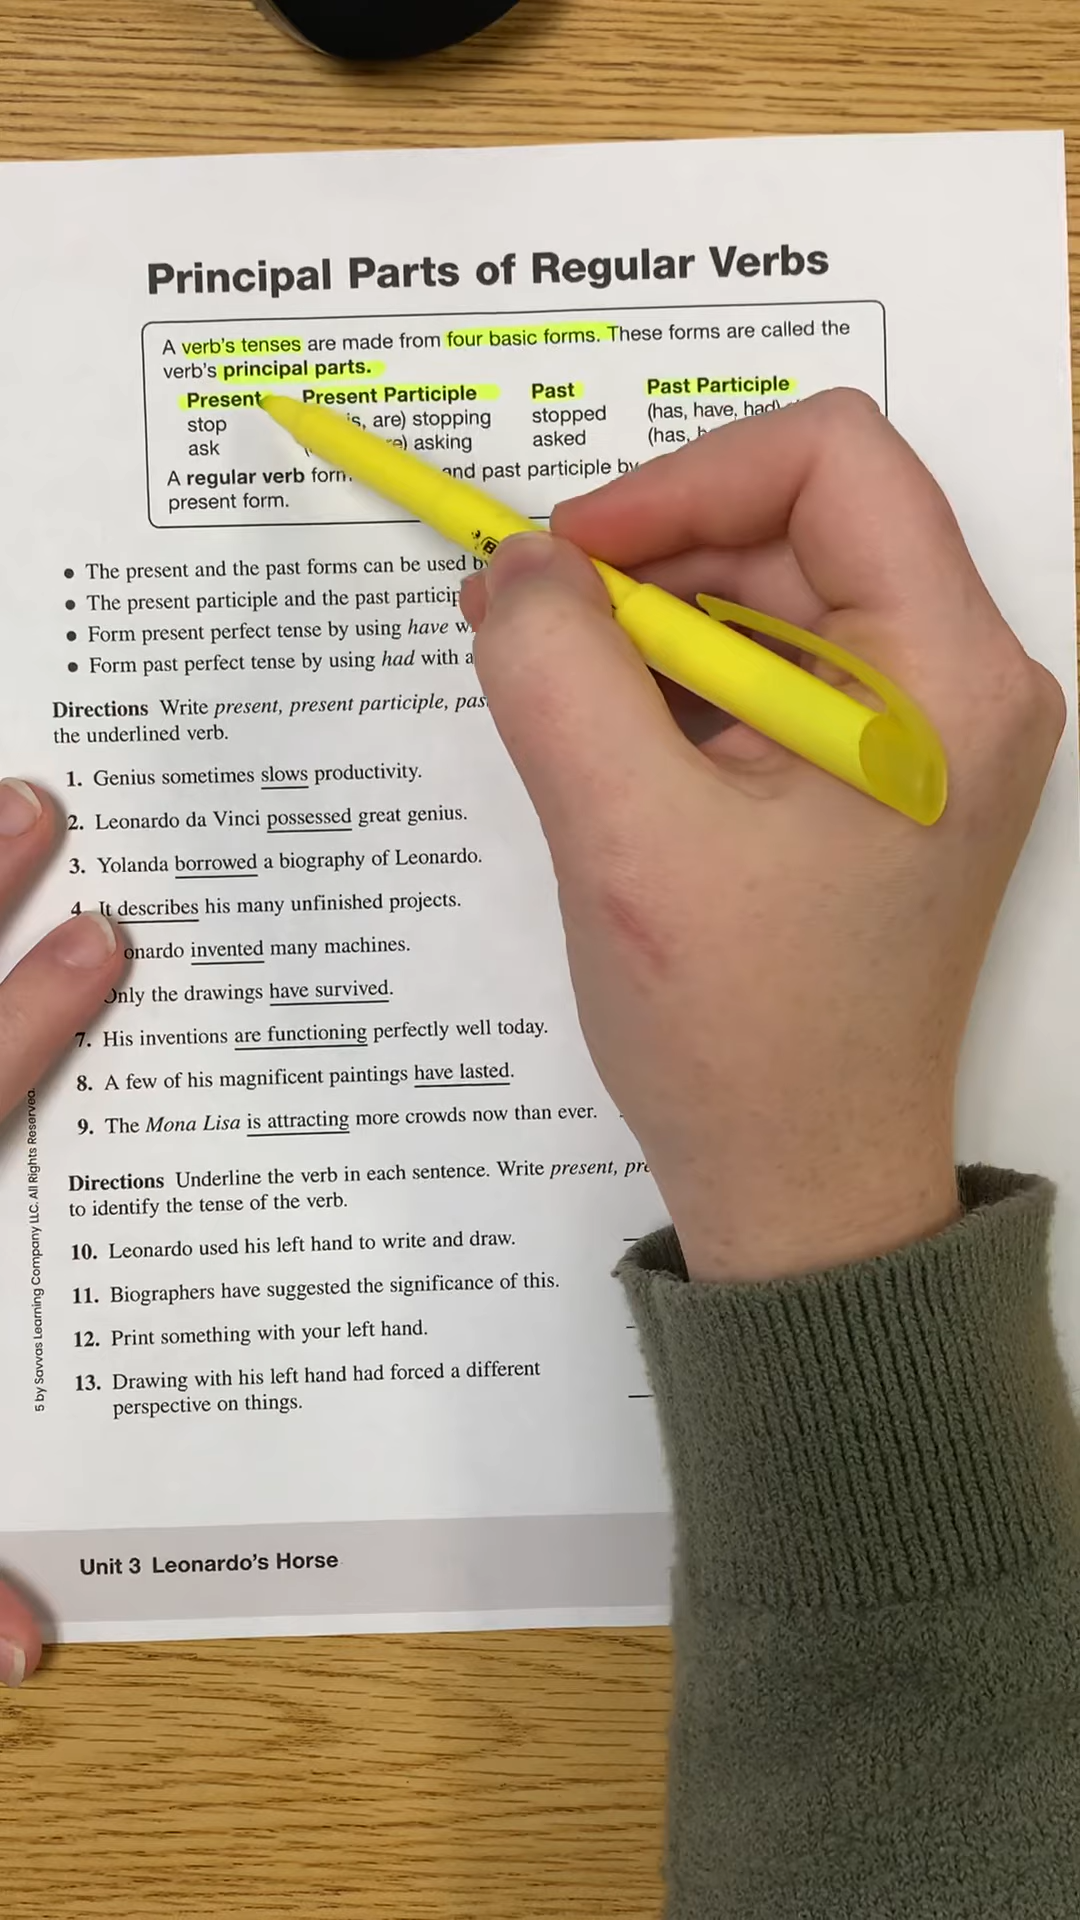 Principal Parts of Regular Verbs
A verb's tenses are made from four basic forms. These forms are called the
verb's principal parts.
Present Present Participle Past Past Participle
stop are) stopping stopped (has, have, had)
ask asking asked (has,
A regular verb and past participle by
present form.
• The present and the past forms can be used
• The present participle and the past
• Form present perfect tense by using have
• Form past perfect tense by using had with a
Directions Write present, present participle,
the underlined verb.
1. Genius sometimes slows productivity.
2. Leonardo da Vinci possessed great genius.
3. Yolanda borrowed a biography of Leonardo.
4. It describes his many unfinished projects.
invented many machines.
Only the drawings have survived.
7. His inventions are functioning perfectly well today.
8. A few of his magnificent paintings have lasted.
9. The Mona Lisa is attracting more crowds now than ever.
Directions Underline the verb in each sentence. Write present,
to identify the tense of the verb.
10. Leonardo used his left hand to write and draw.
11. Biographers have suggested the significance of this.
12. Print something with your left hand.
13. Drawing with his left hand had forced a different
perspective on things.
5 by Savvas Learning Company LLC. All Rights Reserved.
Unit 3 Leonardo's Horse